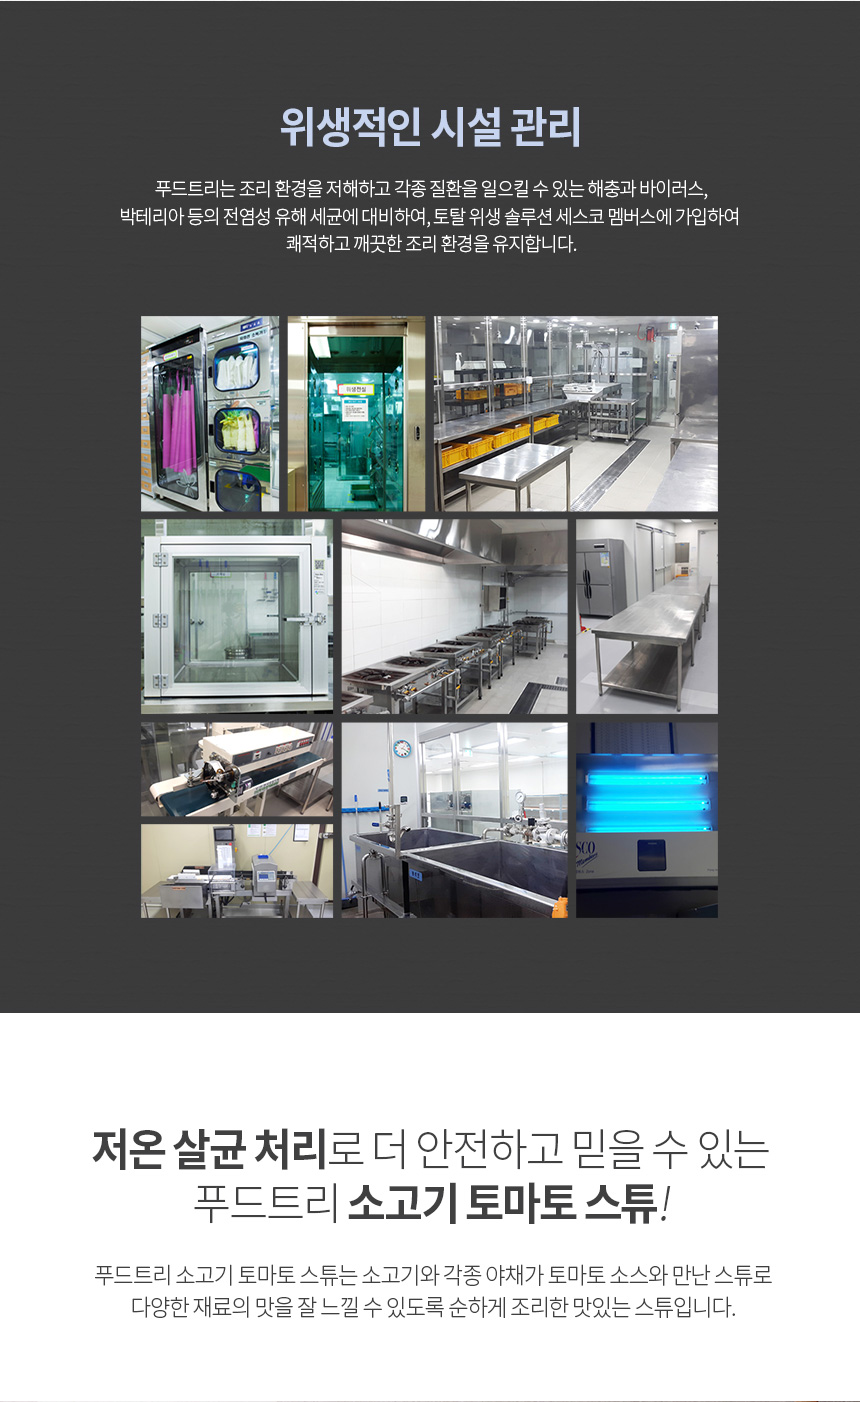 위생적인 시설 관리
푸드트리는 조리 환경을 저해하고 각종 질환을 일으킬 수 있는 해충과 바이러스,
박테리아 등의 전염성 유해 세균에 대비하여, 토탈 위생 솔루션 세스코 멤버스에 가입하여
쾌적하고 깨끗한 조리 환경을 유지합니다.
위생전실
SCO
저온 살균 처리로 더 안전하고 믿을 수 있는
푸드트리 소고기 토마토 스튜!
푸드트리 소고기 토마토 스튜는 소고기와 각종 야채가 토마토 소스와 만난 스튜로
다양한 재료의 맛을 잘 느낄 수 있도록 순하게 조리한 맛있는 스튜입니다.